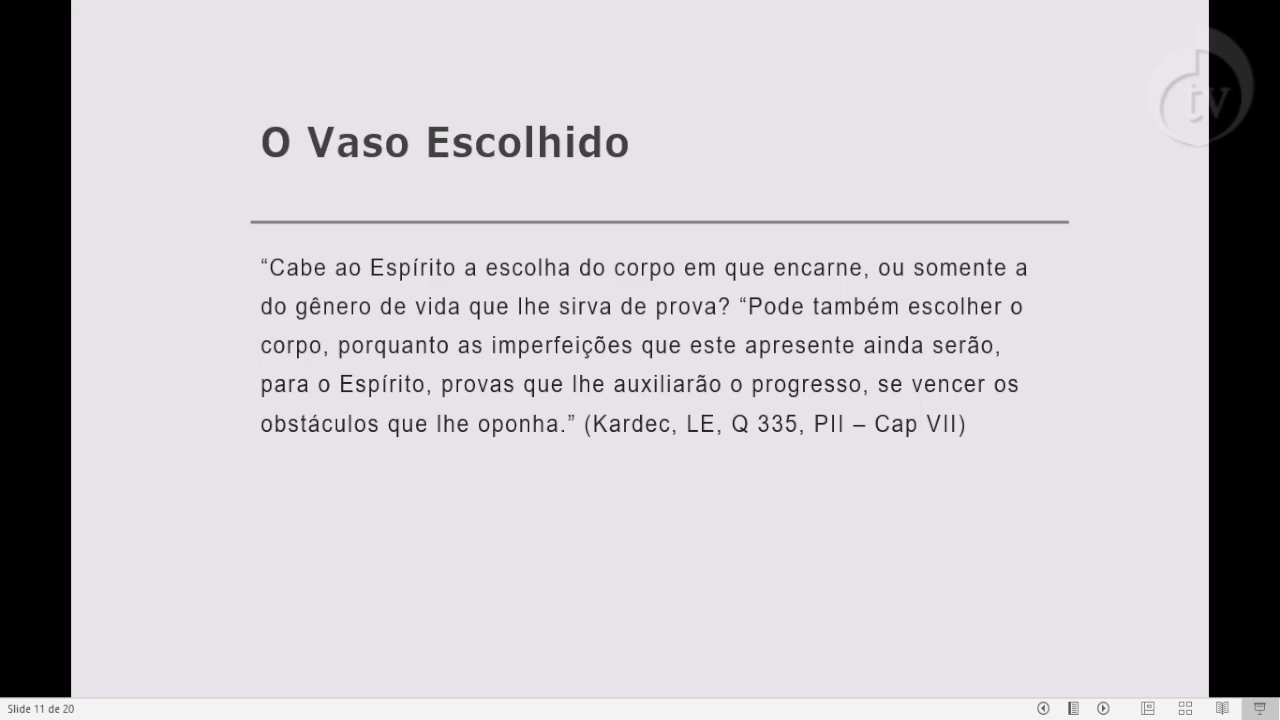 tv
O Vaso Escolhido
“Cabe ao Espírito a escolha do corpo em que encarne, ou somente a
do gênero de vida que lhe sirva de prova? “Pode também escolher o
corpo, porquanto as imperfeições que este apresente ainda serão,
para o Espírito, provas que lhe auxiliarão o progresso, se vencer os
obstáculos que lhe oponha.” (Kardec, LE, Q 335, PII – Cap VII)
Slide 11 de 20